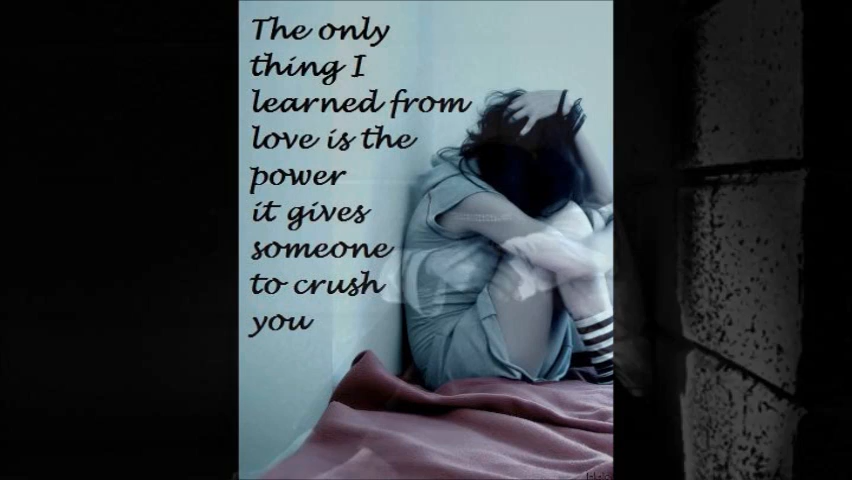 The only
thing I
learned from
love is the
power
it gives
someone
to crush
you